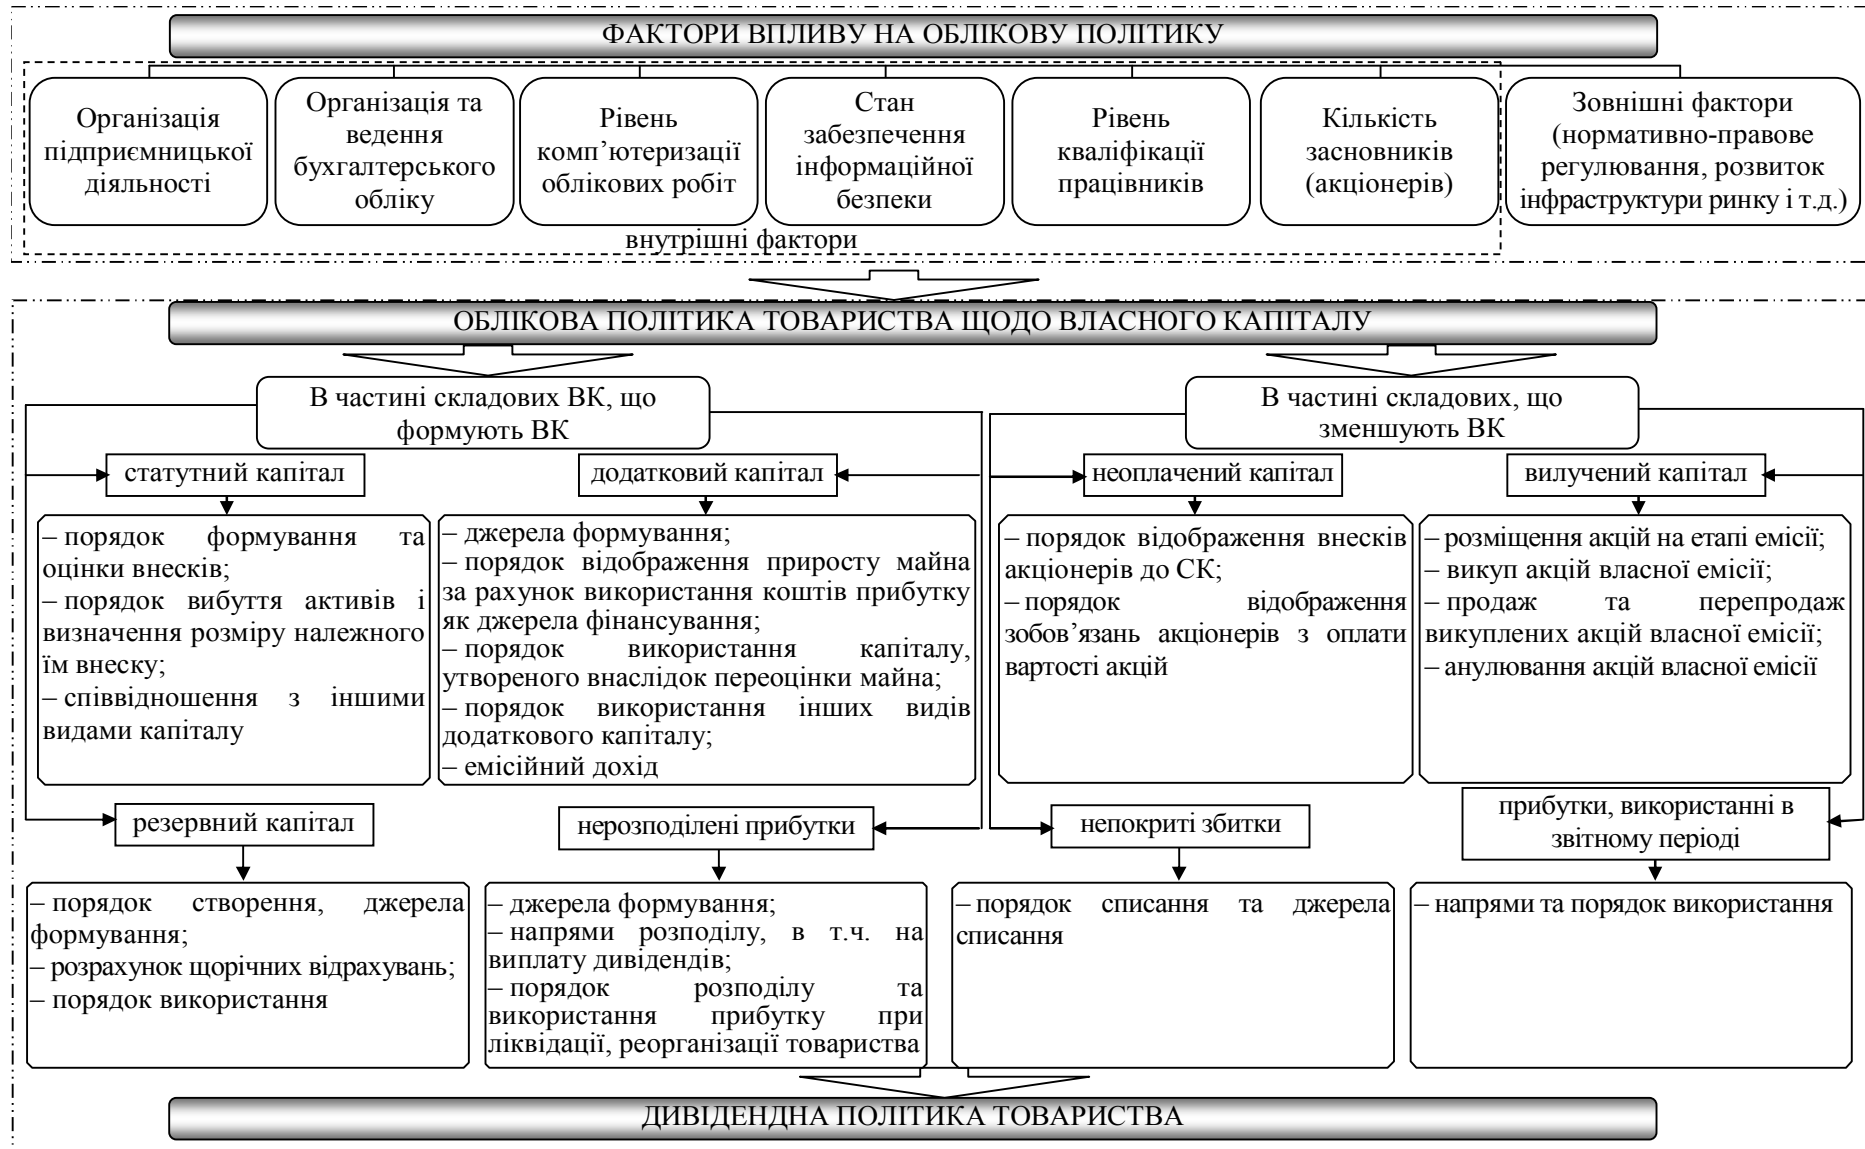 ФАКТОРИ ВПЛИВУ НА ОБЛІКОВУ ПОЛІТИКУ
Організація
підприємницької
діяльності
Організація та
ведення
бухгалтерського
обліку
Рівень
комп’ютеризації
облікових робіт
Стан
забезпечення
інформаційної
безпеки
Рівень
кваліфікації
працівників
Кількість
засновників
(акціонерів)
Зовнішні фактори
(нормативно-правове
регулювання, розвиток
інфраструктури ринку і т.д.)
внутрішні фактори
ОБЛІКОВА ПОЛІТИКА ТОВАРИСТВА ЩОДО ВЛАСНОГО КАПІТАЛУ
В частині складових ВК, що
формують ВК
В частині складових, що
зменшують ВК
статутний капітал
додатковий капітал
неоплачений капітал
вилучений капітал
– порядок формування та
оцінки внесків;
– порядок вибуття активів і
визначення розміру належного
їм внеску;
– співвідношення з іншими
видами капіталу
– джерела формування;
– порядок відображення приросту майна
за рахунок використання коштів прибутку
як джерела фінансування;
– порядок використання капіталу,
утвореного внаслідок переоцінки майна;
– порядок використання інших видів
додаткового капіталу;
– емісійний дохід
– порядок відображення внесків
акціонерів до СК;
– порядок відображення
зобов’язань акціонерів з оплати
вартості акцій
– розміщення акцій на етапі емісії;
– викуп акцій власної емісії;
– продаж та перепродаж
викуплених акцій власної емісії;
– анулювання акцій власної емісії
резервний капітал
нерозподілені прибутки
непокриті збитки
прибутки, використанні в
звітному періоді
– порядок створення, джерела
формування;
– розрахунок щорічних відрахувань;
– порядок використання
– джерела формування;
– напрями розподілу, в т.ч. на
виплату дивідендів;
– порядок розподілу та
використання прибутку при
ліквідації, реорганізації товариства
– порядок списання та джерела
списання
– напрями та порядок використання
ДИВІДЕНДНА ПОЛІТИКА ТОВАРИСТВА